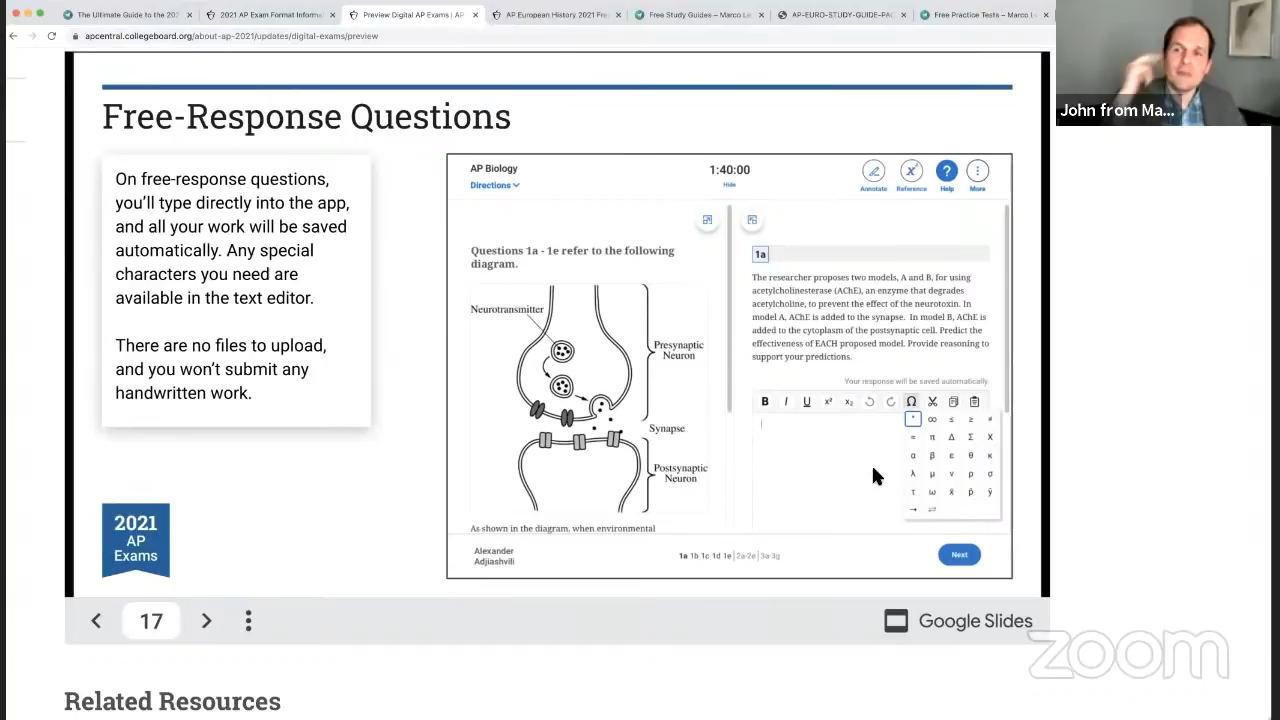 The Ultimate Guide to the 20
2021 AP Exam Format Informat
Preview Digital AP Exams | AP
AP European History 2021 Free
Free Study Guides – Marco Le
AP-EURO-STUDY-GUIDE-PAC
Free Practice Tests – Marco L
apcentral.collegeboard.org/about-ap-2021/updates/digital-exams/preview
John from Ma...
Free-Response Questions
On free-response questions,
you'll type directly into the app,
and all your work will be saved
automatically. Any special
characters you need are
available in the text editor.
There are no files to upload,
and you won't submit any
handwritten work.
2021
AP
Exams
AP Biology
Directions
1:40:00
Hide
Annotate
Reference
Help
More
Questions 1a - 1e refer to the following
diagram.
Neurotransmitter
Presynaptic
Neuron
Synapse
Postsynaptic
Neuron
As shown in the diagram, when environmental
1a
The researcher proposes two models, A and B, for using
acetylcholinesterase (AChE), an enzyme that degrades
acetylcholine, to prevent the effect of the neurotoxin. In
model A, AChE is added to the synapse. In model B, AChE is
added to the cytoplasm of the postsynaptic cell. Predict the
effectiveness of EACH proposed model. Provide reasoning to
support your predictions.
Your response will be saved automatically.
B I U x² x₂ Ω
° ∞ ≤ ≥ ≠
≈ π Δ Σ Χ
α β ε θ κ
λ μ ν ρ σ
τ ω x̄ p̂ ŷ
→ ⇌
Alexander
Adjiashvili
1a 1b 1c 1d 1e | 2a-2e | 3a-3g
Next
17
Google Slides
zoom
Related Resources